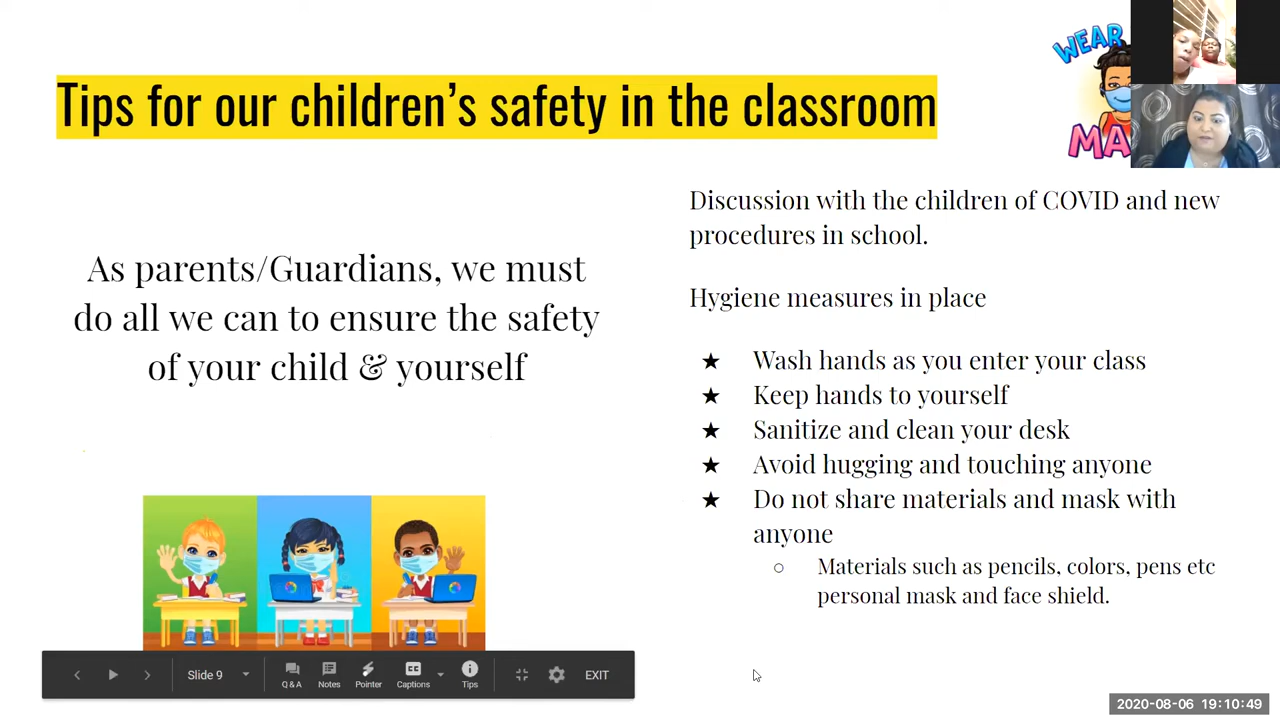 WEAR
MA
Tips for our children's safety in the classroom
As parents/Guardians, we must
do all we can to ensure the safety
of your child & yourself
Discussion with the children of COVID and new
procedures in school.
Hygiene measures in place
★ Wash hands as you enter your class
★ Keep hands to yourself
★ Sanitize and clean your desk
★ Avoid hugging and touching anyone
★ Do not share materials and mask with
anyone
○ Materials such as pencils, colors, pens etc
personal mask and face shield.
Slide 9
Q & A
Notes
Pointer
CC
Captions
Tips
EXIT
2020-08-06 19:10:49